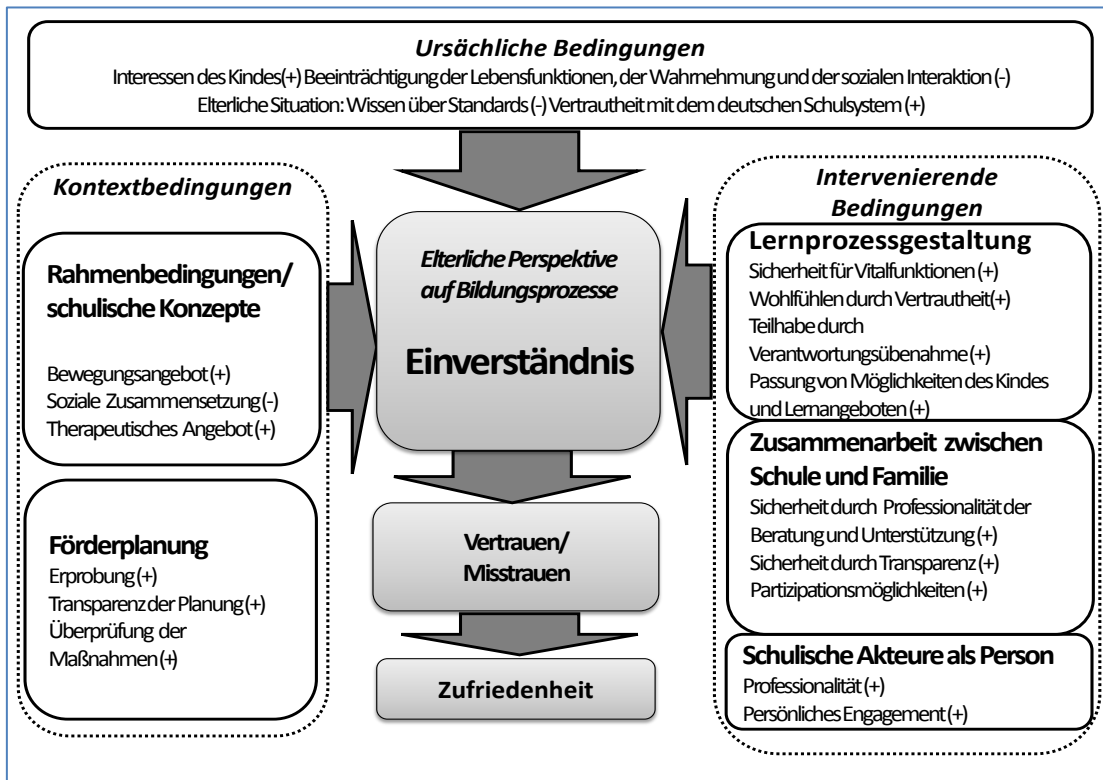 Ursächliche Bedingungen
Interessen des Kindes(+) Beeinträchtigung der Lebensfunktionen, der Wahrnehmung und der sozialen Interaktion (-)
Elterliche Situation: Wissen über Standards (-) Vertrautheit mit dem deutschen Schulsystem (+)
Kontextbedingungen
Rahmenbedingungen/
schulische Konzepte
Bewegungsangebot (+)
Soziale Zusammensetzung (-)
Therapeutisches Angebot (+)
Förderplanung
Erprobung (+)
Transparenz der Planung (+)
Überprüfung der
Maßnahmen (+)
Elterliche Perspektive
auf Bildungsprozesse
Einverständnis
Vertrauen/
Misstrauen
Zufriedenheit
Intervenierende
Bedingungen
Lernprozessgestaltung
Sicherheit für Vitalfunktionen (+)
Wohlfühlen durch Vertrautheit(+)
Teilhabe durch
Verantwortungsübenahme (+)
Passung von Möglichkeiten des Kindes
und Lernangeboten (+)
Zusammenarbeit zwischen
Schule und Familie
Sicherheit durch Professionalität der
Beratung und Unterstützung (+)
Sicherheit durch Transparenz (+)
Partizipationsmöglichkeiten (+)
Schulische Akteure als Person
Professionalität (+)
Persönliches Engagement (+)